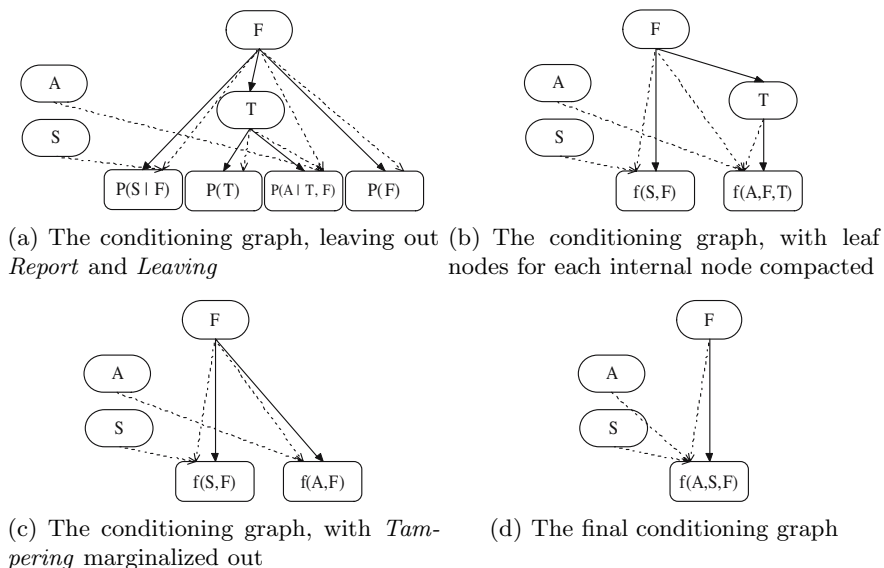 F
F
A
T
T
S
A
S
P(S | F)
P(T)
P(A | T, F)
P(F)
f(S,F)
f(A,F,T)
(a) The conditioning graph, leaving out
Report and Leaving
(b) The conditioning graph, with leaf
nodes for each internal node compacted
F
A
S
f(S,F)
f(A,F)
F
A
S
f(A,S,F)
(c) The conditioning graph, with Tam-
pering marginalized out
(d) The final conditioning graph